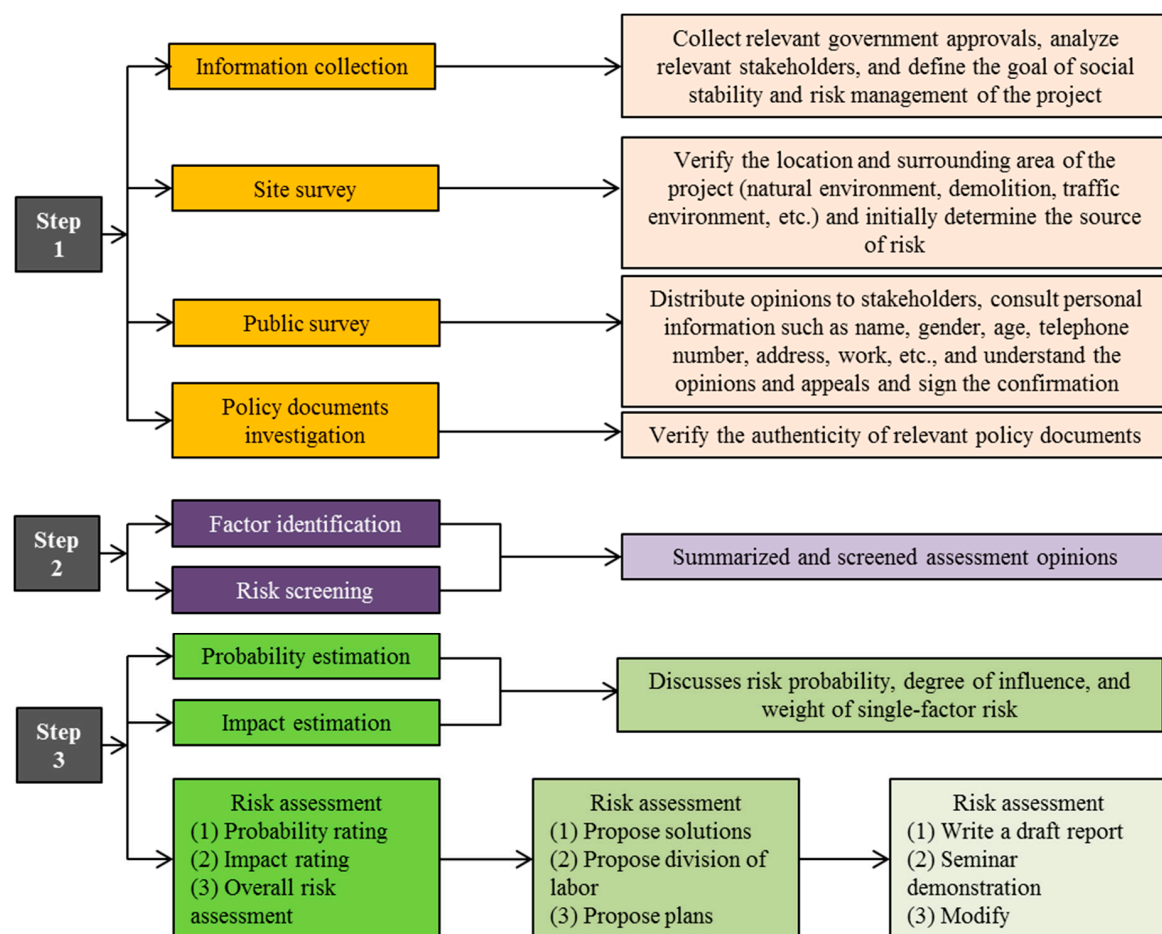 Step
1
Information collection
Collect relevant government approvals, analyze
relevant stakeholders, and define the goal of social
stability and risk management of the project
Site survey
Verify the location and surrounding area of the
project (natural environment, demolition, traffic
environment, etc.) and initially determine the source
of risk
Public survey
Distribute opinions to stakeholders, consult personal
information such as name, gender, age, telephone
number, address, work, etc., and understand the
opinions and appeals and sign the confirmation
Policy documents
investigation
Verify the authenticity of relevant policy documents
Step
2
Factor identification
Risk screening
Summarized and screened assessment opinions
Step
3
Probability estimation
Impact estimation
Discusses risk probability, degree of influence, and
weight of single-factor risk
Risk assessment
(1) Probability rating
(2) Impact rating
(3) Overall risk
assessment
Risk assessment
(1) Propose solutions
(2) Propose division of
labor
(3) Propose plans
Risk assessment
(1) Write a draft report
(2) Seminar
demonstration
(3) Modify